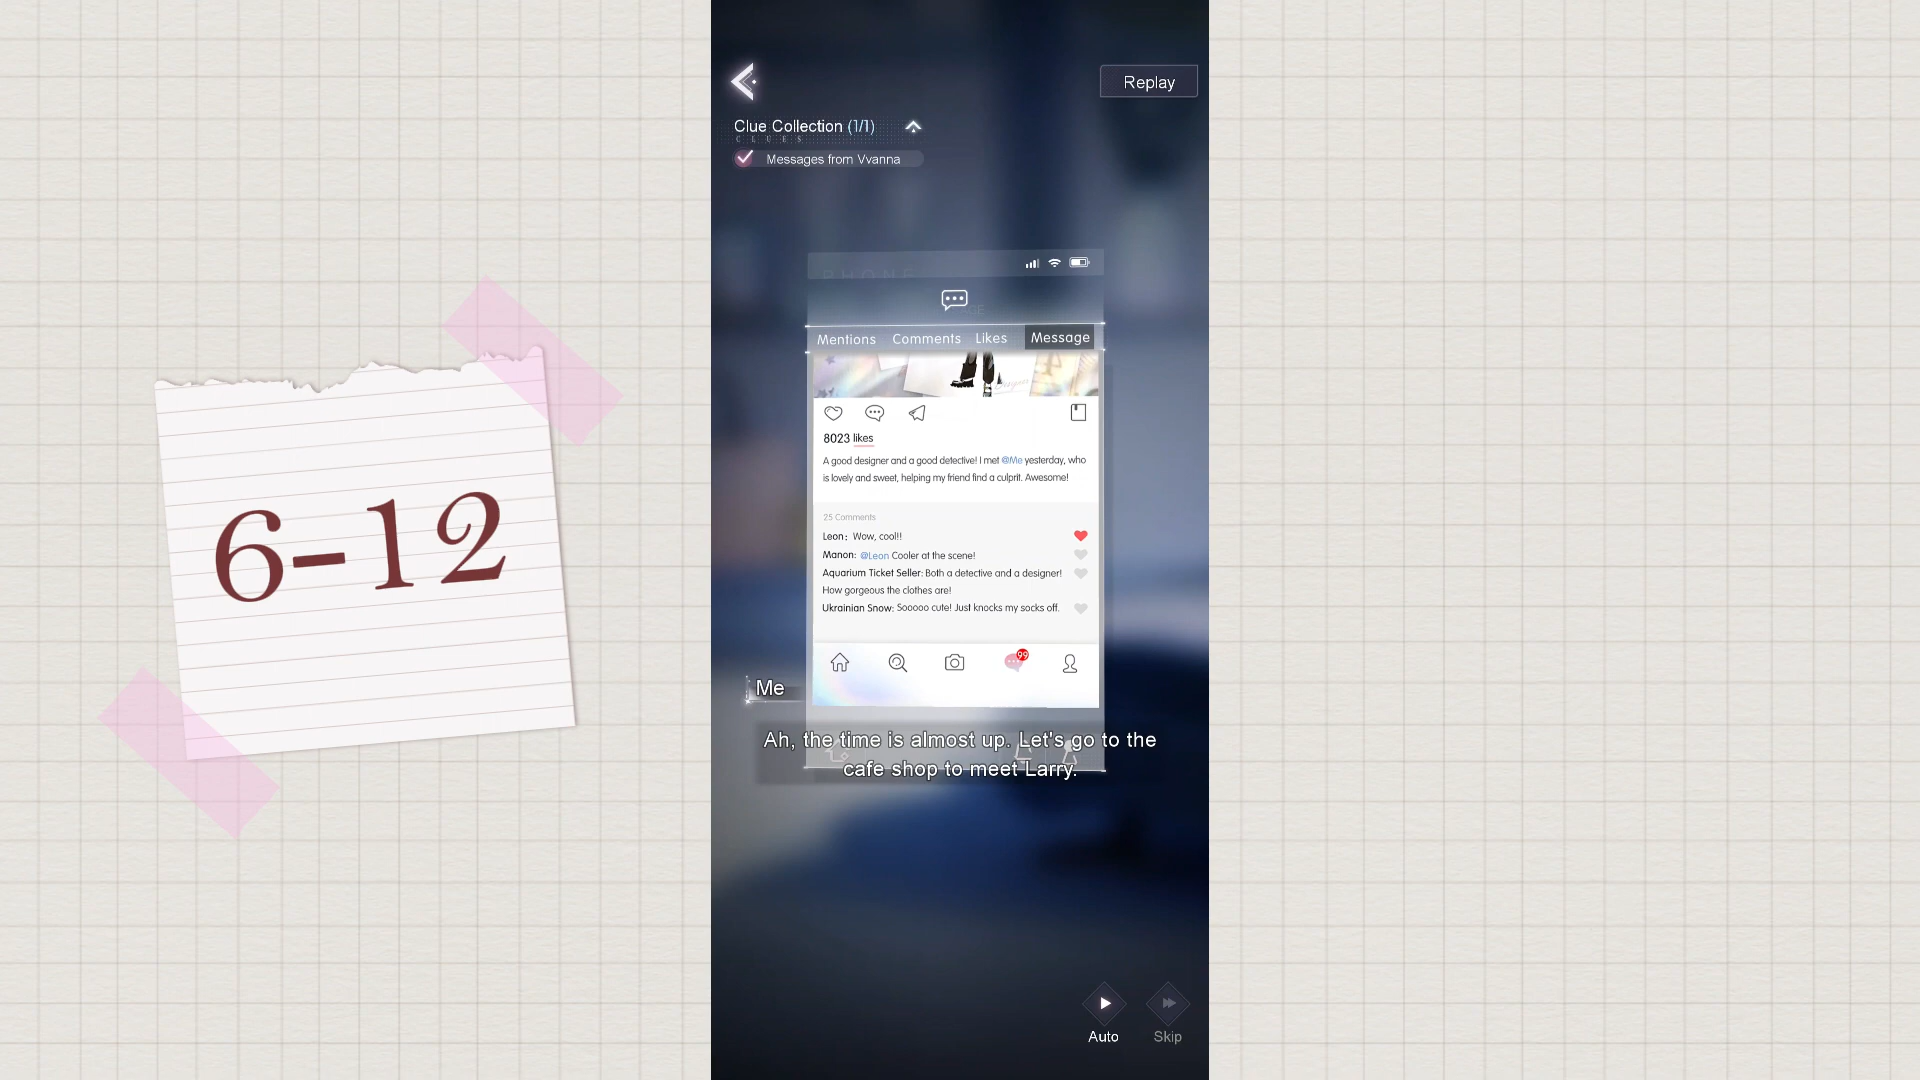 6-12
Replay
Clue Collection (1/1)
CLUES
Messages from Vvanna
PHONE
Mentions Comments Likes Message
8023 likes
A good designer and a good detective! I met @Me yesterday, who
is lovely and sweet, helping my friend find a culprit. Awesome!
25 Comments
Leon: Wow, cool!!
Manon: @Leon Cooler at the scene!
Aquarium Ticket Seller: Both a detective and a designer!
How gorgeous the clothes are!
Ukrainian Snow: Sooooo cute! Just knocks my socks off.
99
Me
Ah, the time is almost up. Let's go to the
cafe shop to meet Larry.
Auto
Skip